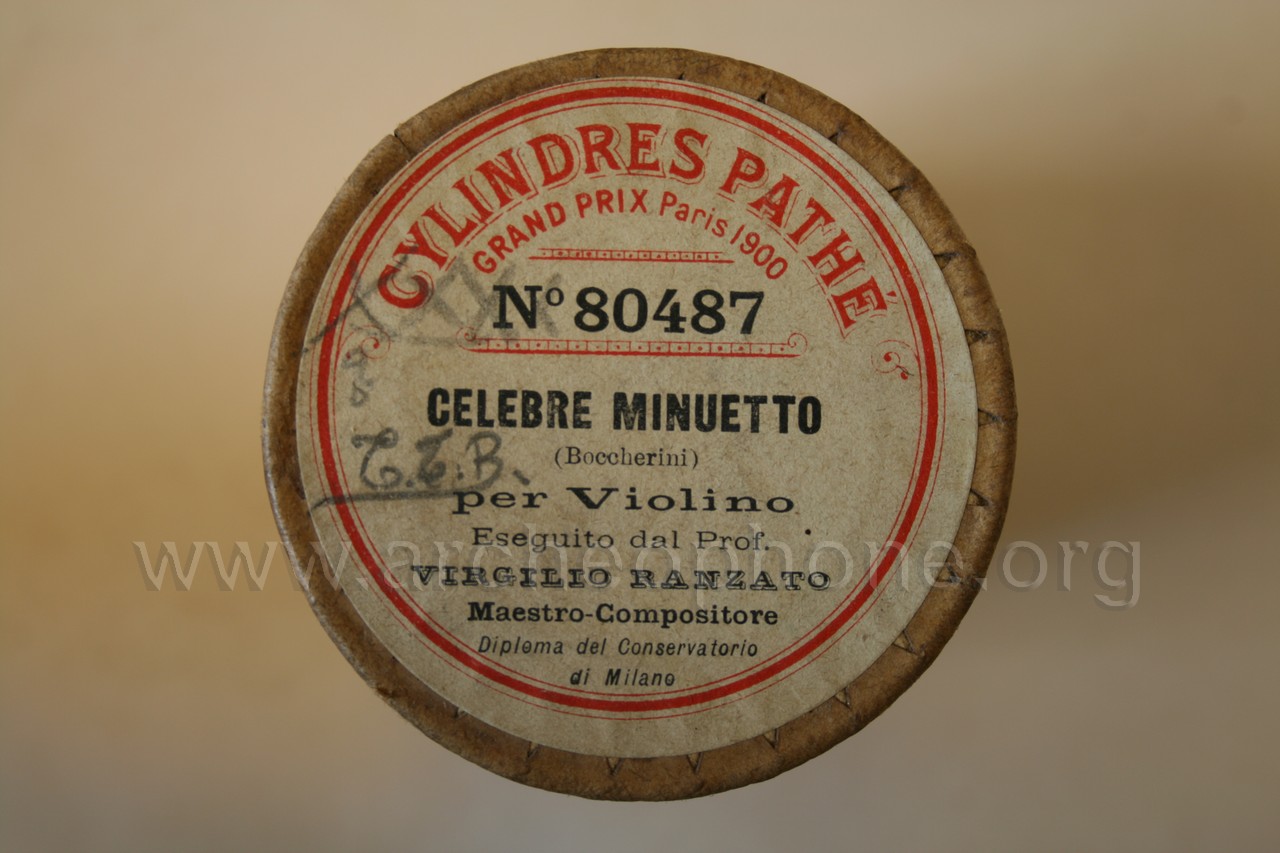 CYLINDRES PATHÉ
GRAND PRIX Paris 1900
Nº 80487
CELEBRE MINUETTO
(Boccherini)
T.T.B.
per Violino
Eseguito dal Prof.
www.archeophone.org
VIRGILIO RANZATO
Maestro-Compositore
Diploma del Conservatorio
di Milano